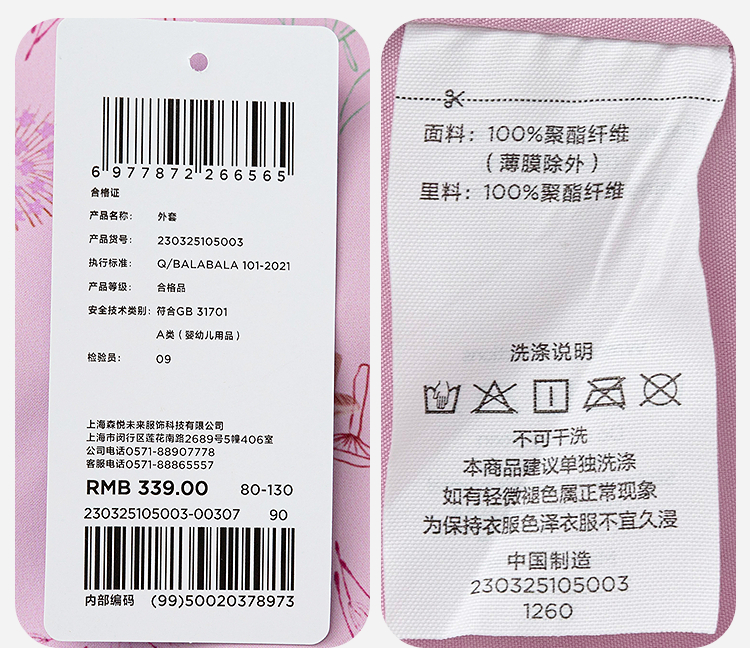 6 977872 266565
合格证
产品名称: 外套
产品货号: 230325105003
执行标准: Q/BALABALA 101-2021
产品等级: 合格品
安全技术类别: 符合GB 31701
A类（婴幼儿用品）
检验员: 09
上海森悦未来服饰科技有限公司
上海市闵行区莲花南路2689号5幢406室
公司电话0571-88907778
客服电话0571-88865557
RMB 339.00 80-130
230325105003-00307 90
内部编码 (99)50020378973
面料: 100%聚酯纤维
（薄膜除外）
里料: 100%聚酯纤维
洗涤说明
不可干洗
本商品建议单独洗涤
如有轻微褪色属正常现象
为保持衣服色泽衣服不宜久浸
中国制造
230325105003
1260